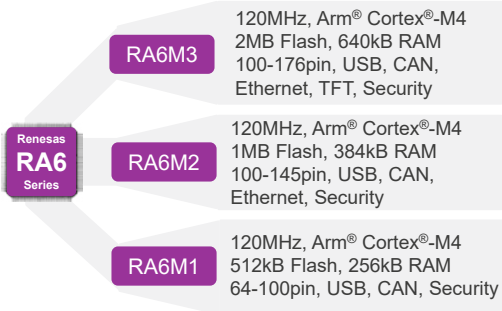 Renesas
RA6
Series
RA6M3
120MHz, Arm® Cortex®-M4
2MB Flash, 640kB RAM
100-176pin, USB, CAN,
Ethernet, TFT, Security
RA6M2
120MHz, Arm® Cortex®-M4
1MB Flash, 384kB RAM
100-145pin, USB, CAN,
Ethernet, Security
RA6M1
120MHz, Arm® Cortex®-M4
512kB Flash, 256kB RAM
64-100pin, USB, CAN, Security